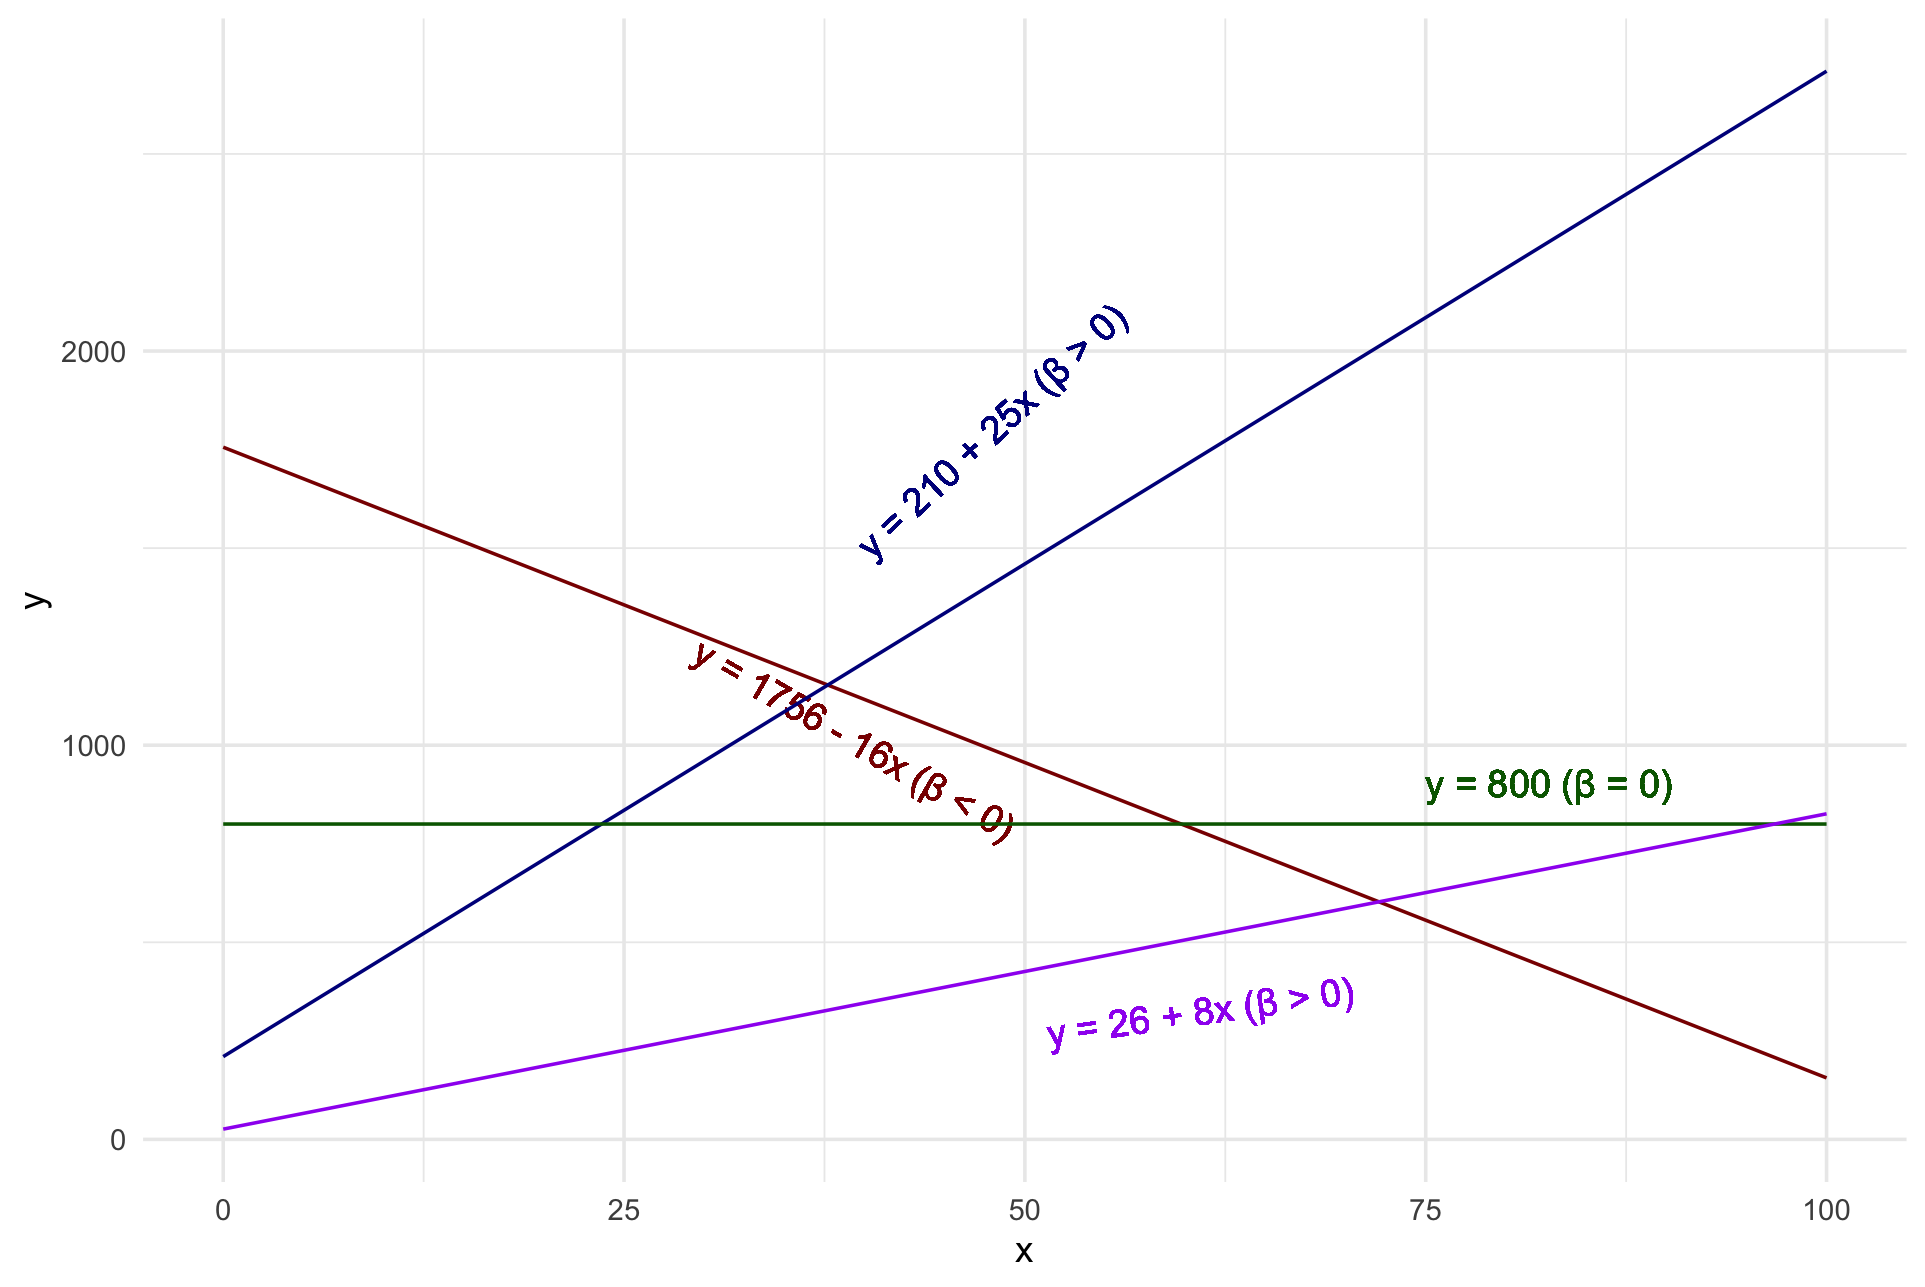 2000
1000
0
y
y = 210 + 25x (β > 0)
y = 1756 - 16x (β < 0)
y = 800 (β = 0)
y = 26 + 8x (β > 0)
0 25 50 75 100
x